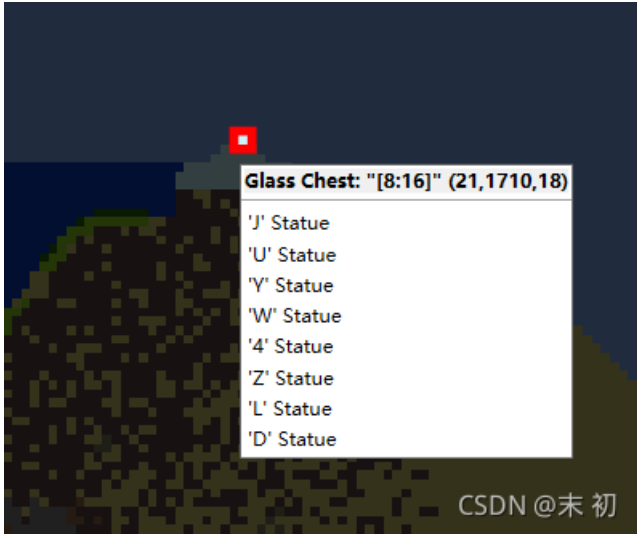 Glass Chest: "[8:16]" (21,1710,18)
'J' Statue
'U' Statue
'Y' Statue
'W' Statue
'4' Statue
'Z' Statue
'L' Statue
'D' Statue
CSDN @末 初